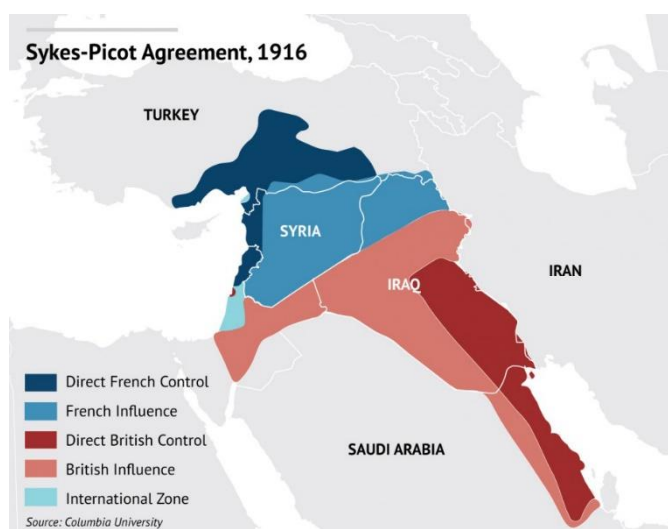 Sykes-Picot Agreement, 1916
TURKEY
SYRIA
IRAQ
IRAN
SAUDI ARABIA
Direct French Control
French Influence
Direct British Control
British Influence
International Zone
Source: Columbia University